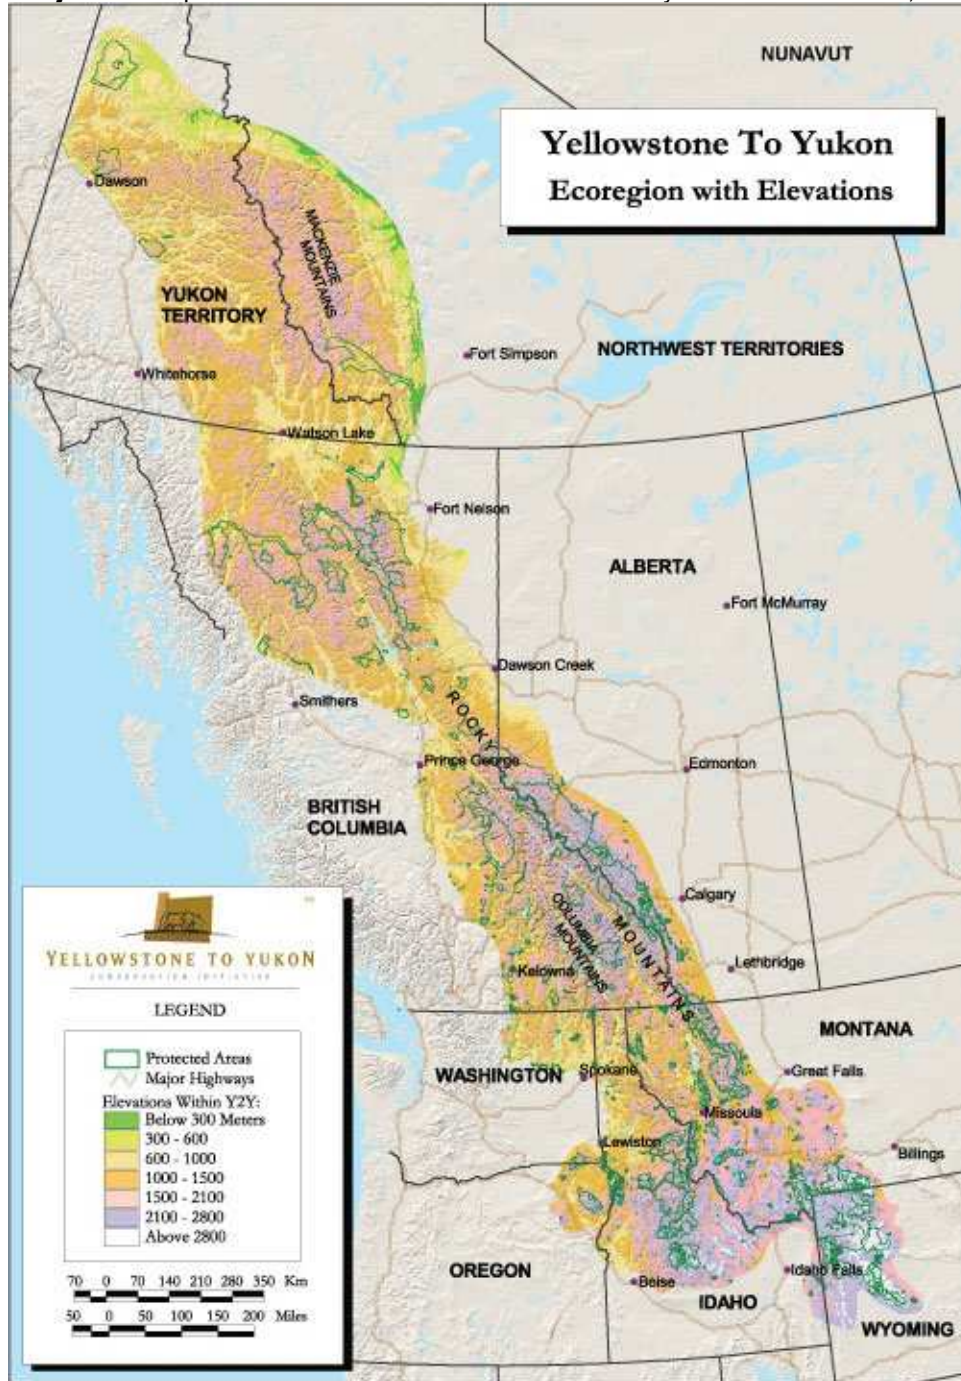 NUNAVUT
Yellowstone To Yukon
Ecoregion with Elevations
Dawson
MACKENZIE
MOUNTAINS
YUKON
TERRITORY
Fort Simpson
NORTHWEST TERRITORIES
Whitehorse
Watson Lake
Fort Nelson
ALBERTA
Fort McMurray
Dawson Creek
Smithers
ROCKY
Prince George
Edmonton
BRITISH
COLUMBIA
Calgary
COLUMBIA
MOUNTAINS
MOUNTAINS
Kelowna
Lethbridge
MONTANA
WASHINGTON
Spokane
Great Falls
Missoula
Lewiston
Billings
OREGON
Boise
Idaho Falls
IDAHO
WYOMING
YELLOWSTONE TO YUKON
CONSERVATION INITIATIVE
LEGEND
Protected Areas
Major Highways
Elevations Within Y2Y:
Below 300 Meters
300 - 600
600 - 1000
1000 - 1500
1500 - 2100
2100 - 2800
Above 2800
70 0 70 140 210 280 350 Km
50 0 50 100 150 200 Miles